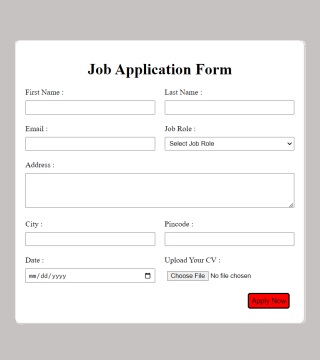 Job Application Form
First Name : Last Name :
Email : Job Role :
Select Job Role
Address :
City : Pincode :
Date : Upload Your CV :
mm/dd/yyyy Choose File No file chosen
Apply Now